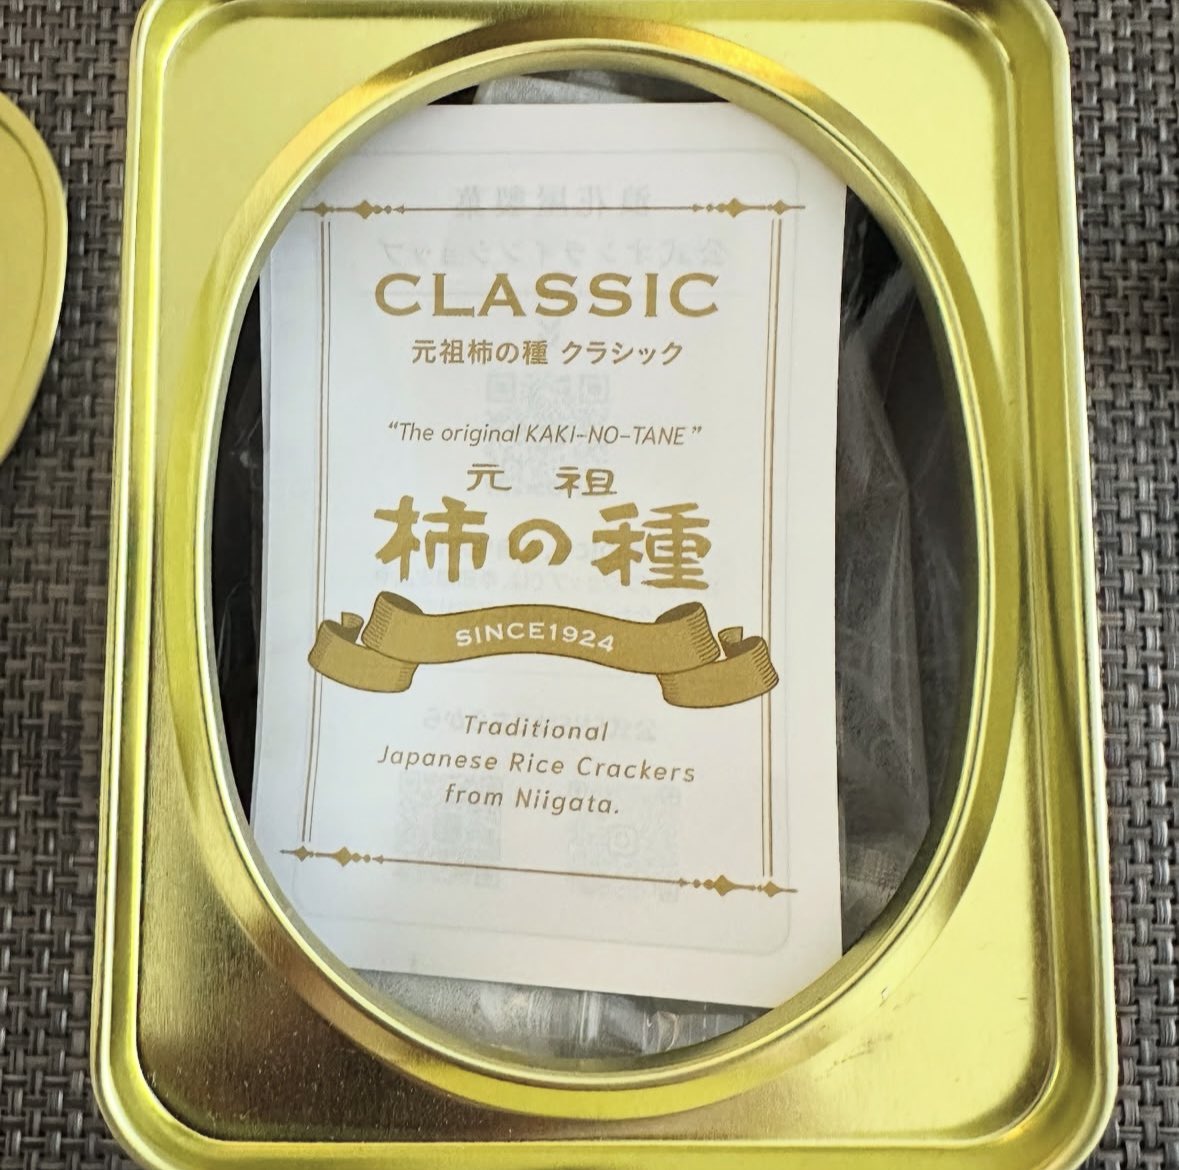 CLASSIC
元祖柿の種 クラシック
“The original KAKI-NO-TANE”
元祖
柿の種
SINCE1924
Traditional
Japanese Rice Crackers
from Niigata.